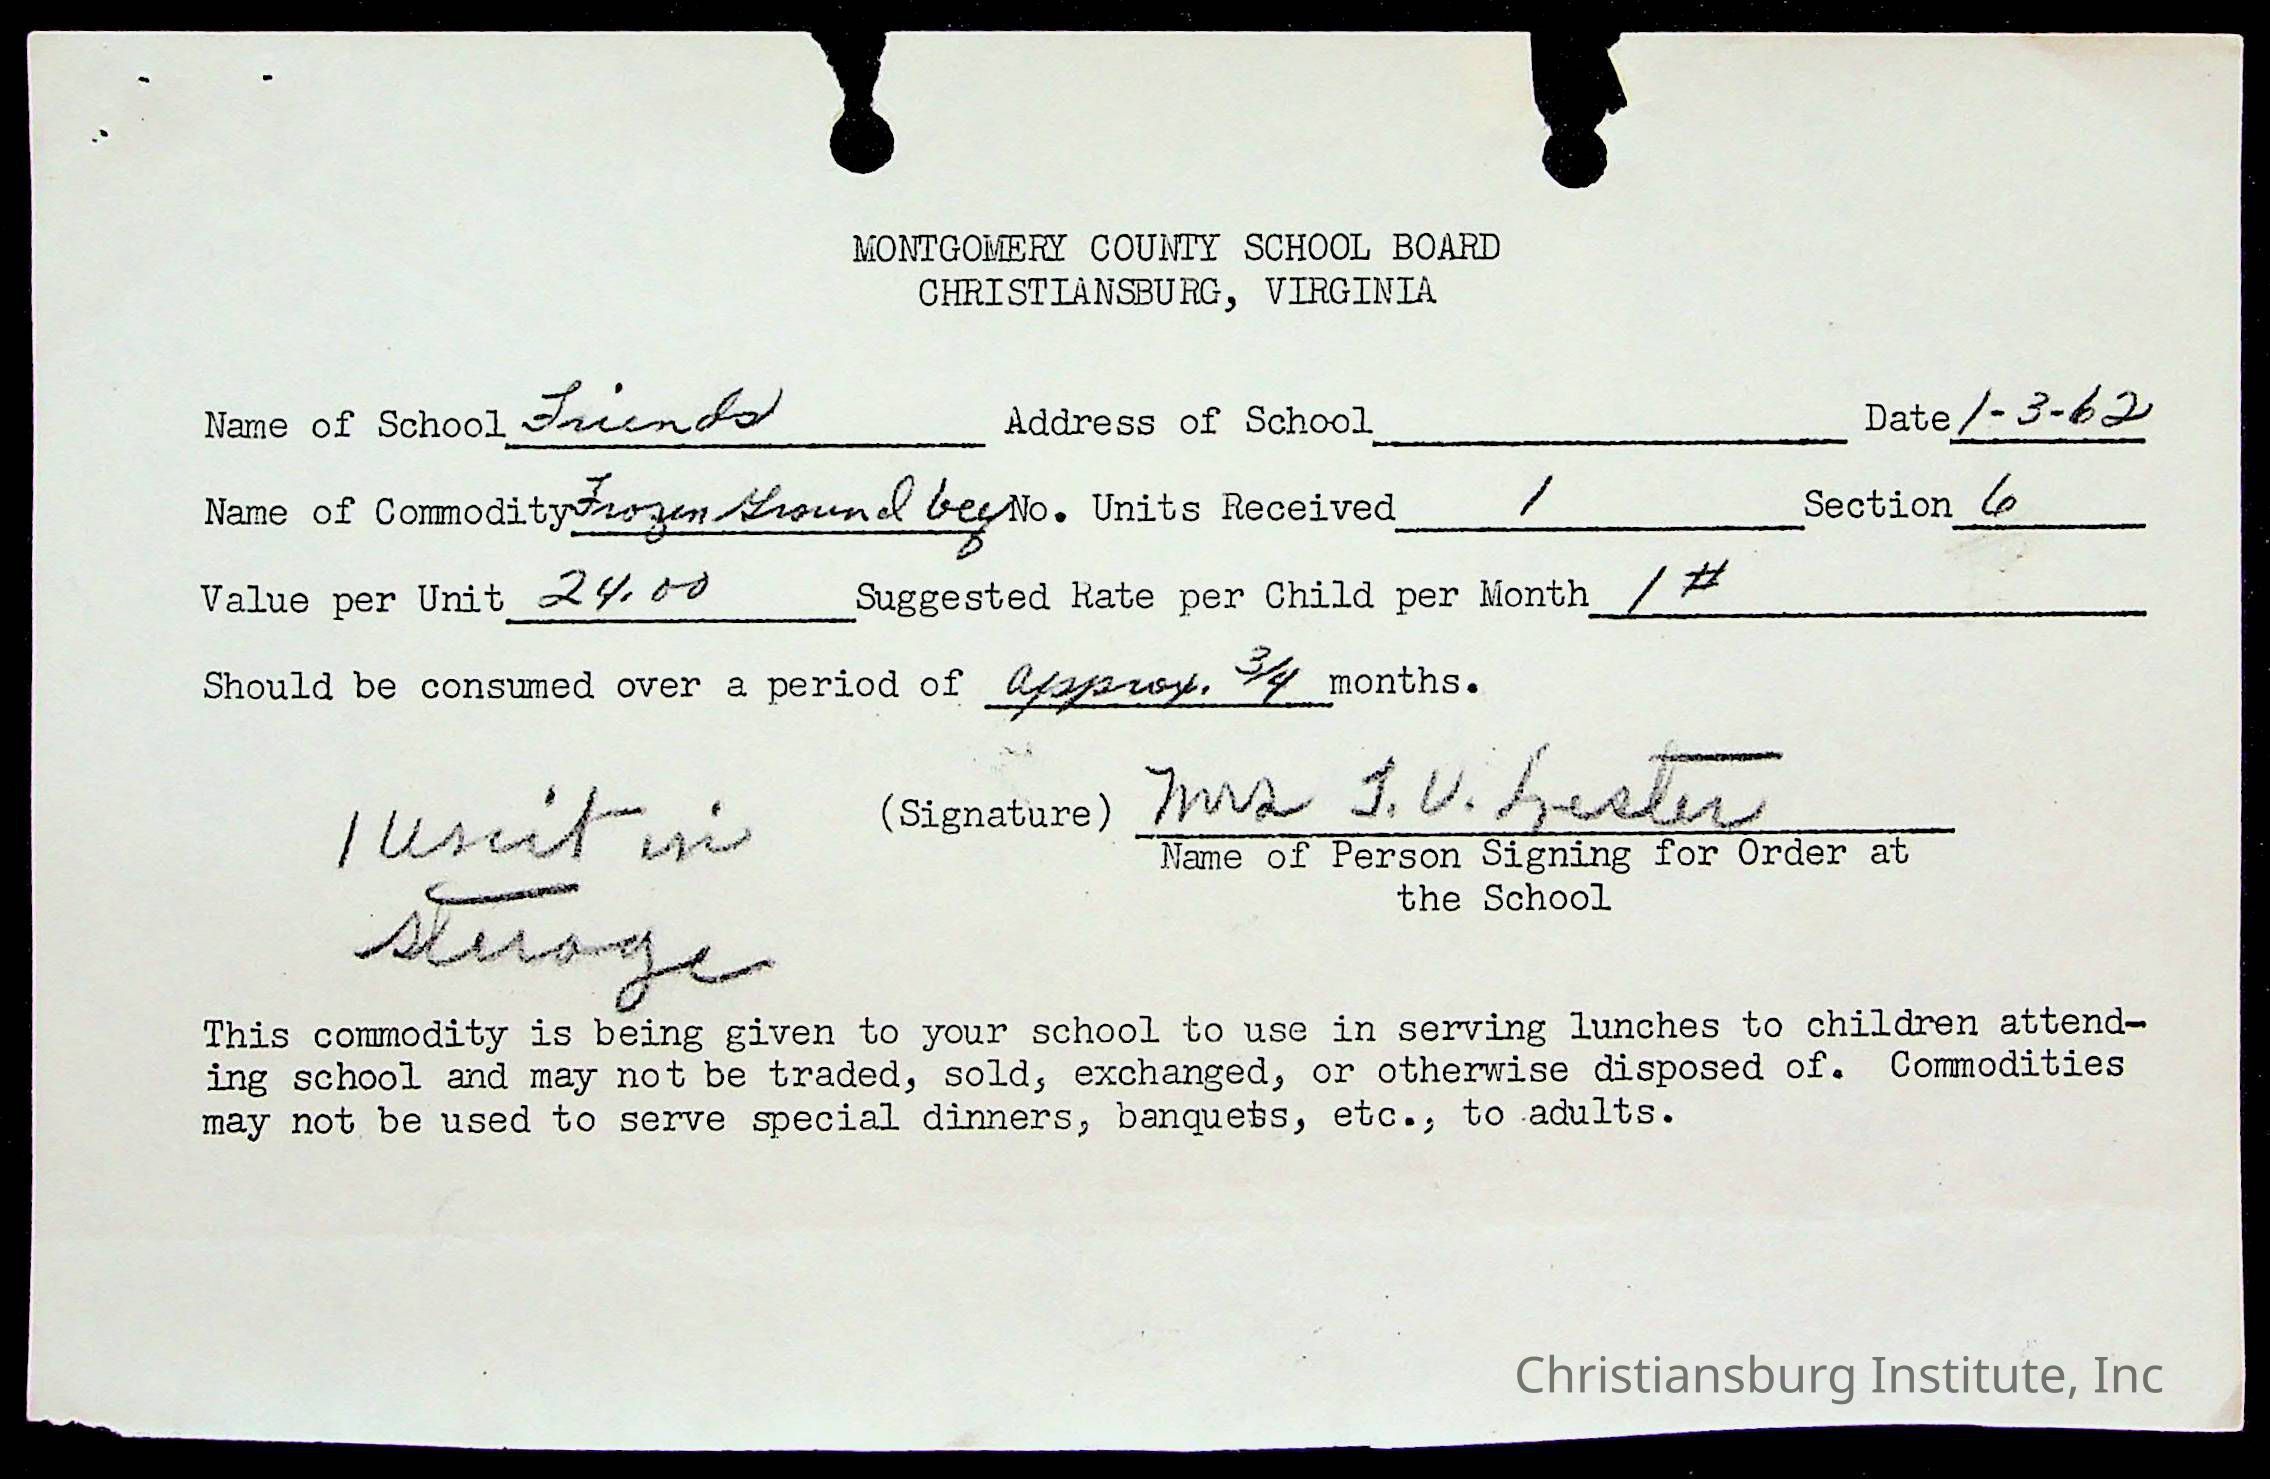 MONTGOMERY COUNTY SCHOOL BOARD
CHRISTIANSBURG, VIRGINIA
Name of School Friends Address of School Date 1-3-62
Name of Commodity Frozen Ground beef No. Units Received 1 Section 6
Value per Unit 24.00 Suggested Rate per Child per Month 1 #
Should be consumed over a period of approx. 3/4 months.
(Signature) Mrs T. V. Lester
Name of Person Signing for Order at
the School
1 Unit in
storage
This commodity is being given to your school to use in serving lunches to children attend-
ing school and may not be traded, sold, exchanged, or otherwise disposed of. Commodities
may not be used to serve special dinners, banquets, etc., to adults.
Christiansburg Institute, Inc